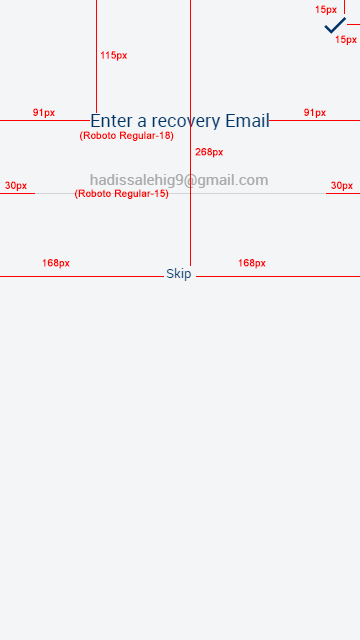 15px
15px
115px
91px
91px
Enter a recovery Email
(Roboto Regular-18)
268px
hadissalehig9@gmail.com
30px
(Roboto Regular-15)
30px
168px
168px
Skip